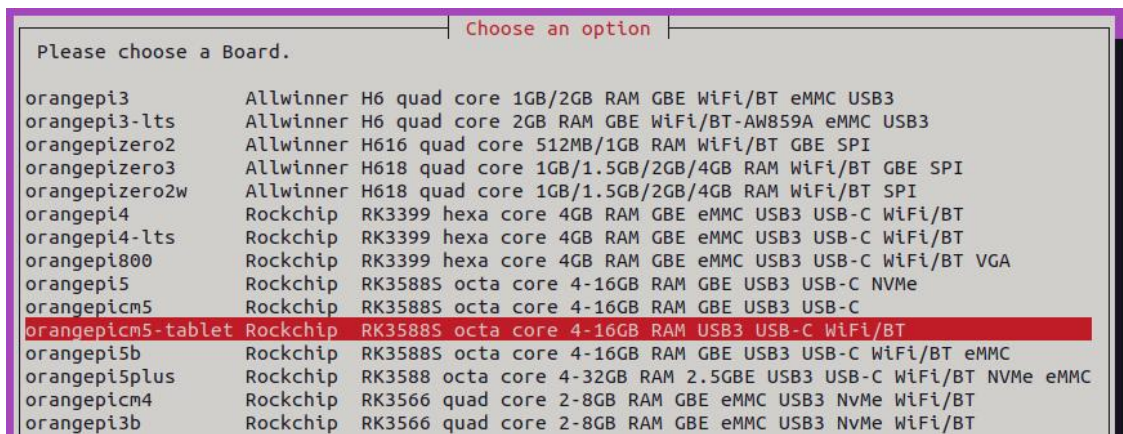 Choose an option
Please choose a Board.
orangepi3 Allwinner H6 quad core 1GB/2GB RAM GBE WiFi/BT eMMC USB3
orangepi3-lts Allwinner H6 quad core 2GB RAM GBE WiFi/BT-AW859A eMMC USB3
orangepizero2 Allwinner H616 quad core 512MB/1GB RAM WiFi/BT GBE SPI
orangepizero3 Allwinner H618 quad core 1GB/1.5GB/2GB/4GB RAM WiFi/BT GBE SPI
orangepizero2w Allwinner H618 quad core 1GB/1.5GB/2GB/4GB RAM WiFi/BT SPI
orangepi4 Rockchip RK3399 hexa core 4GB RAM GBE eMMC USB3 USB-C WiFi/BT
orangepi4-lts Rockchip RK3399 hexa core 4GB RAM GBE eMMC USB3 USB-C WiFi/BT
orangepi800 Rockchip RK3399 hexa core 4GB RAM GBE eMMC USB3 USB-C WiFi/BT VGA
orangepi5 Rockchip RK3588S octa core 4-16GB RAM GBE USB3 USB-C NVMe
orangepicm5 Rockchip RK3588S octa core 4-16GB RAM GBE USB3 USB-C
orangepicm5-tablet Rockchip RK3588S octa core 4-16GB RAM USB3 USB-C WiFi/BT
orangepi5b Rockchip RK3588S octa core 4-16GB RAM GBE USB3 USB-C WiFi/BT eMMC
orangepi5plus Rockchip RK3588 octa core 4-32GB RAM 2.5GBE USB3 USB-C WiFi/BT NVMe eMMC
orangepicm4 Rockchip RK3566 quad core 2-8GB RAM GBE eMMC USB3 NvMe WiFi/BT
orangepi3b Rockchip RK3566 quad core 2-8GB RAM GBE eMMC USB3 NvMe WiFi/BT